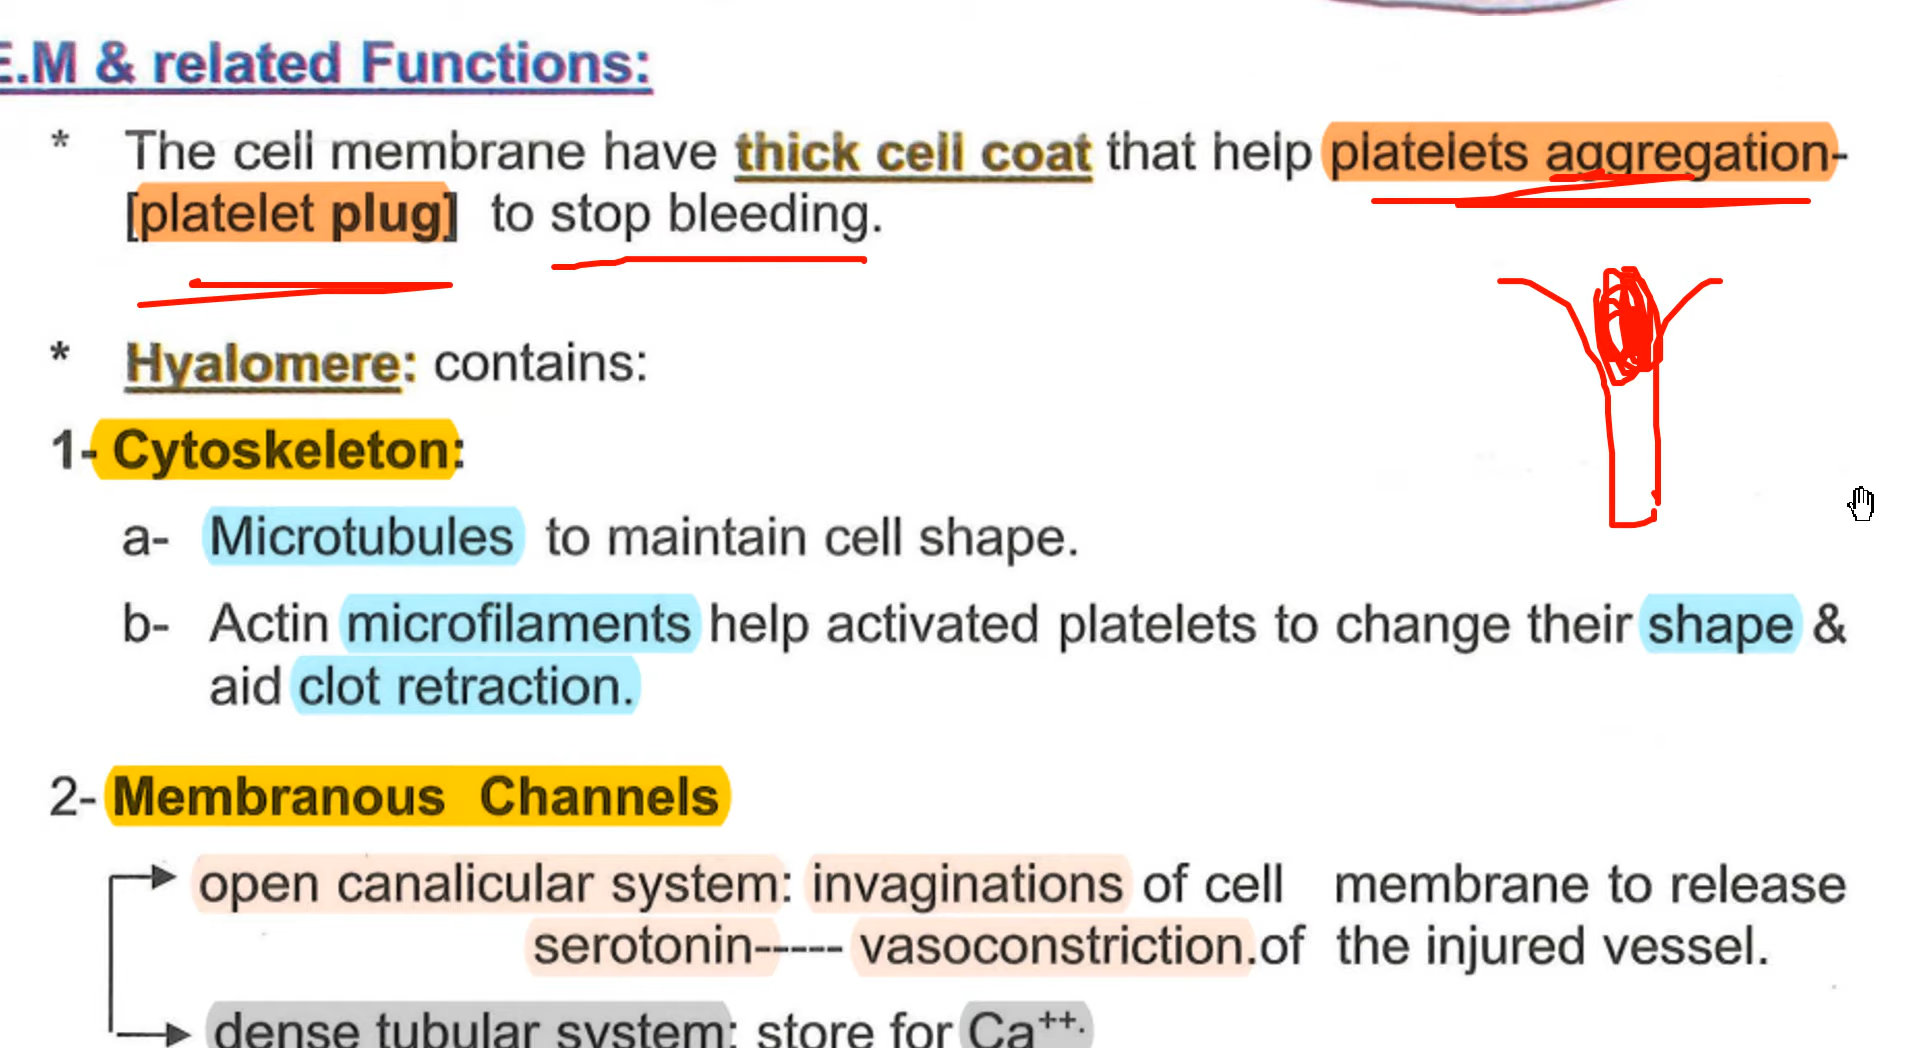 E.M & related Functions:
* The cell membrane have thick cell coat that help platelets aggregation-
[platelet plug] to stop bleeding.
* Hyalomere: contains:
1- Cytoskeleton:
a- Microtubules to maintain cell shape.
b- Actin microfilaments help activated platelets to change their shape &
aid clot retraction.
2- Membranous Channels
open canalicular system: invaginations of cell membrane to release
serotonin----- vasoconstriction.of the injured vessel.
dense tubular system: store for Ca⁺⁺.